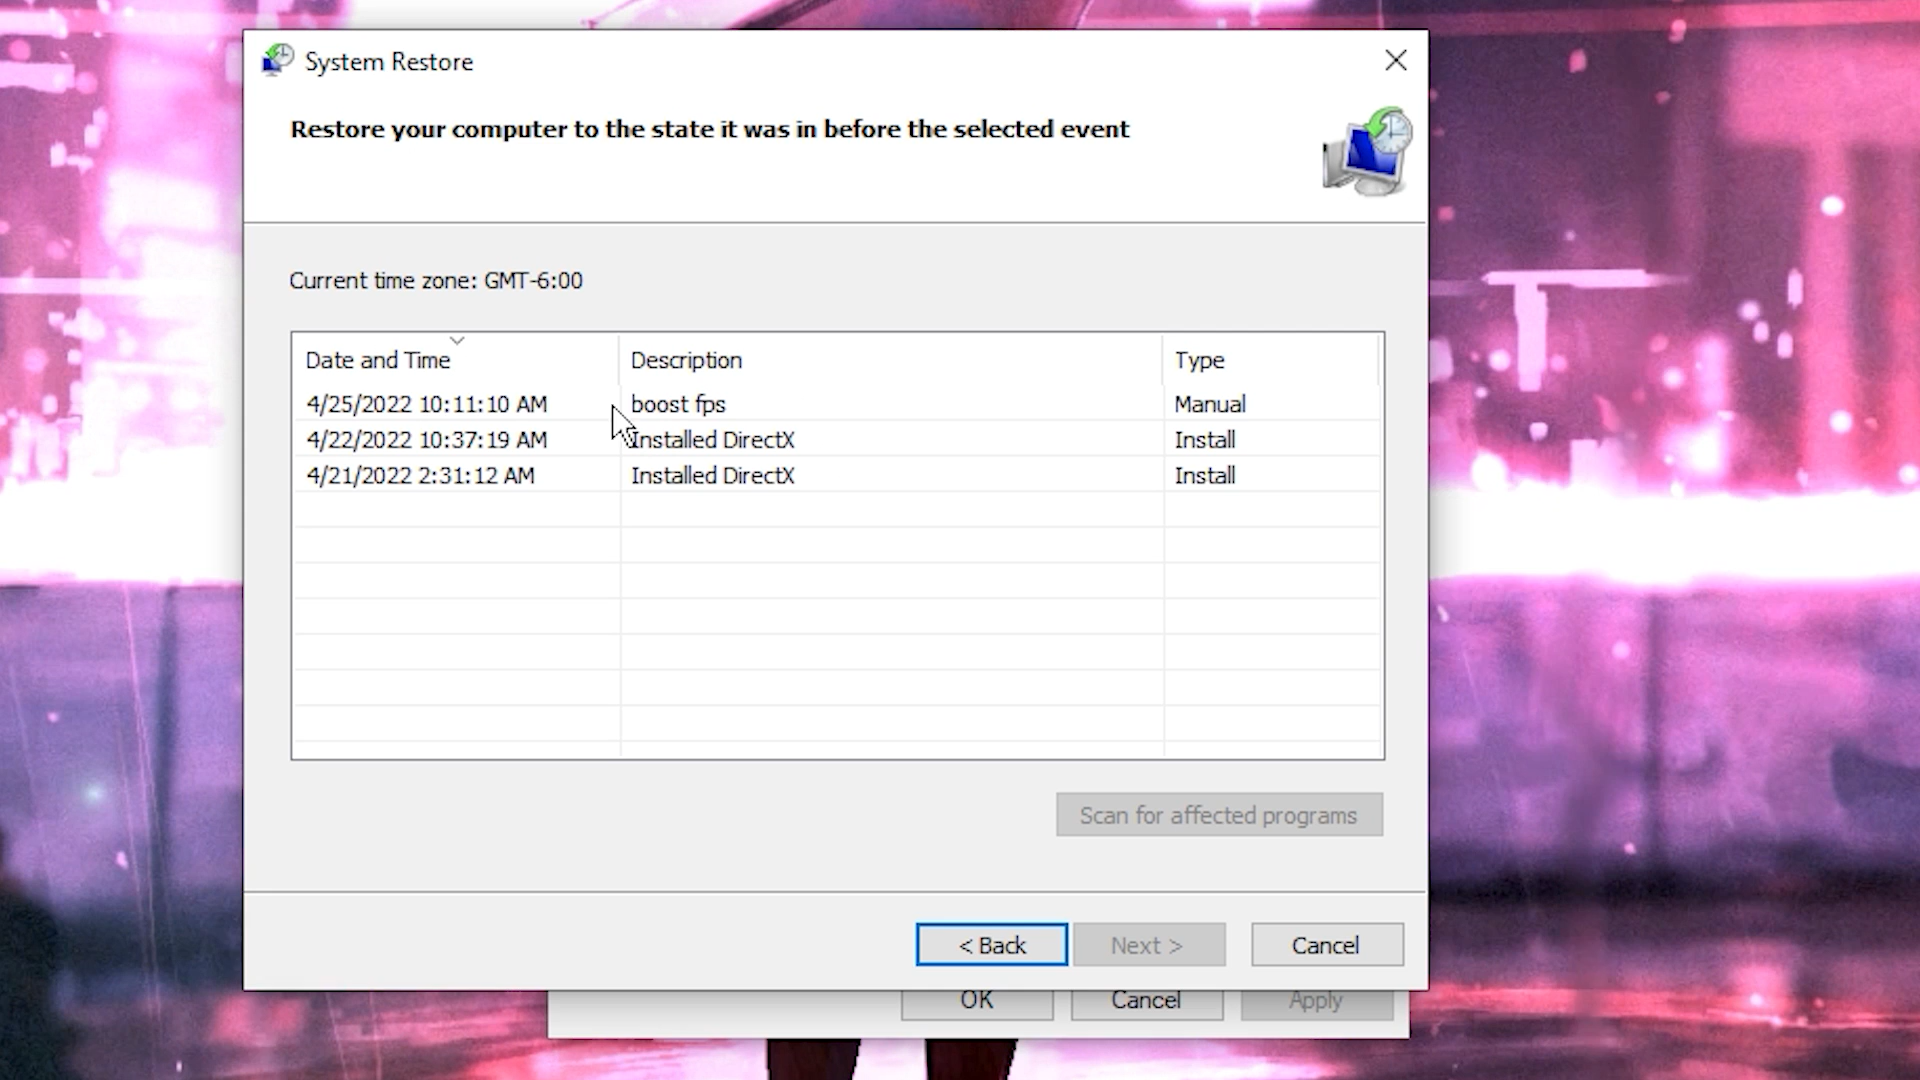 System Restore
Restore your computer to the state it was in before the selected event
Current time zone: GMT-6:00
Date and Time Description Type
4/25/2022 10:11:10 AM boost fps Manual
4/22/2022 10:37:19 AM Installed DirectX Install
4/21/2022 2:31:12 AM Installed DirectX Install
Scan for affected programs
< Back Next > Cancel
OK Cancel Apply